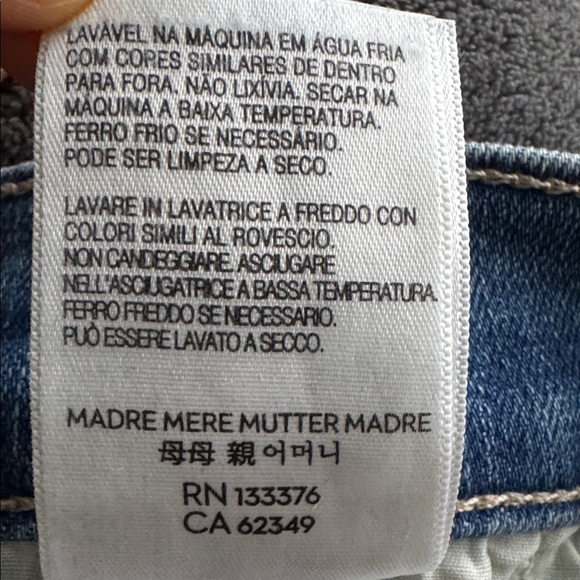 LAVÁVEL NA MÁQUINA EM ÁGUA FRIA
COM CORES SIMILARES DE DENTRO
PARA FORA. NÃO LIXÍVIA. SECAR NA
MÁQUINA A BAIXA TEMPERATURA.
FERRO FRIO SE NECESSÁRIO.
PODE SER LIMPEZA A SECO.
LAVARE IN LAVATRICE A FREDDO CON
COLORI SIMILI AL ROVESCIO.
NON CANDEGGIARE. ASCIUGARE
NELL'ASCIUGATRICE A BASSA TEMPERATURA.
FERRO FREDDO SE NECESSARIO.
PUÒ ESSERE LAVATO A SECCO.
MADRE MERE MUTTER MADRE
母母 親 어머니
RN 133376
CA 62349